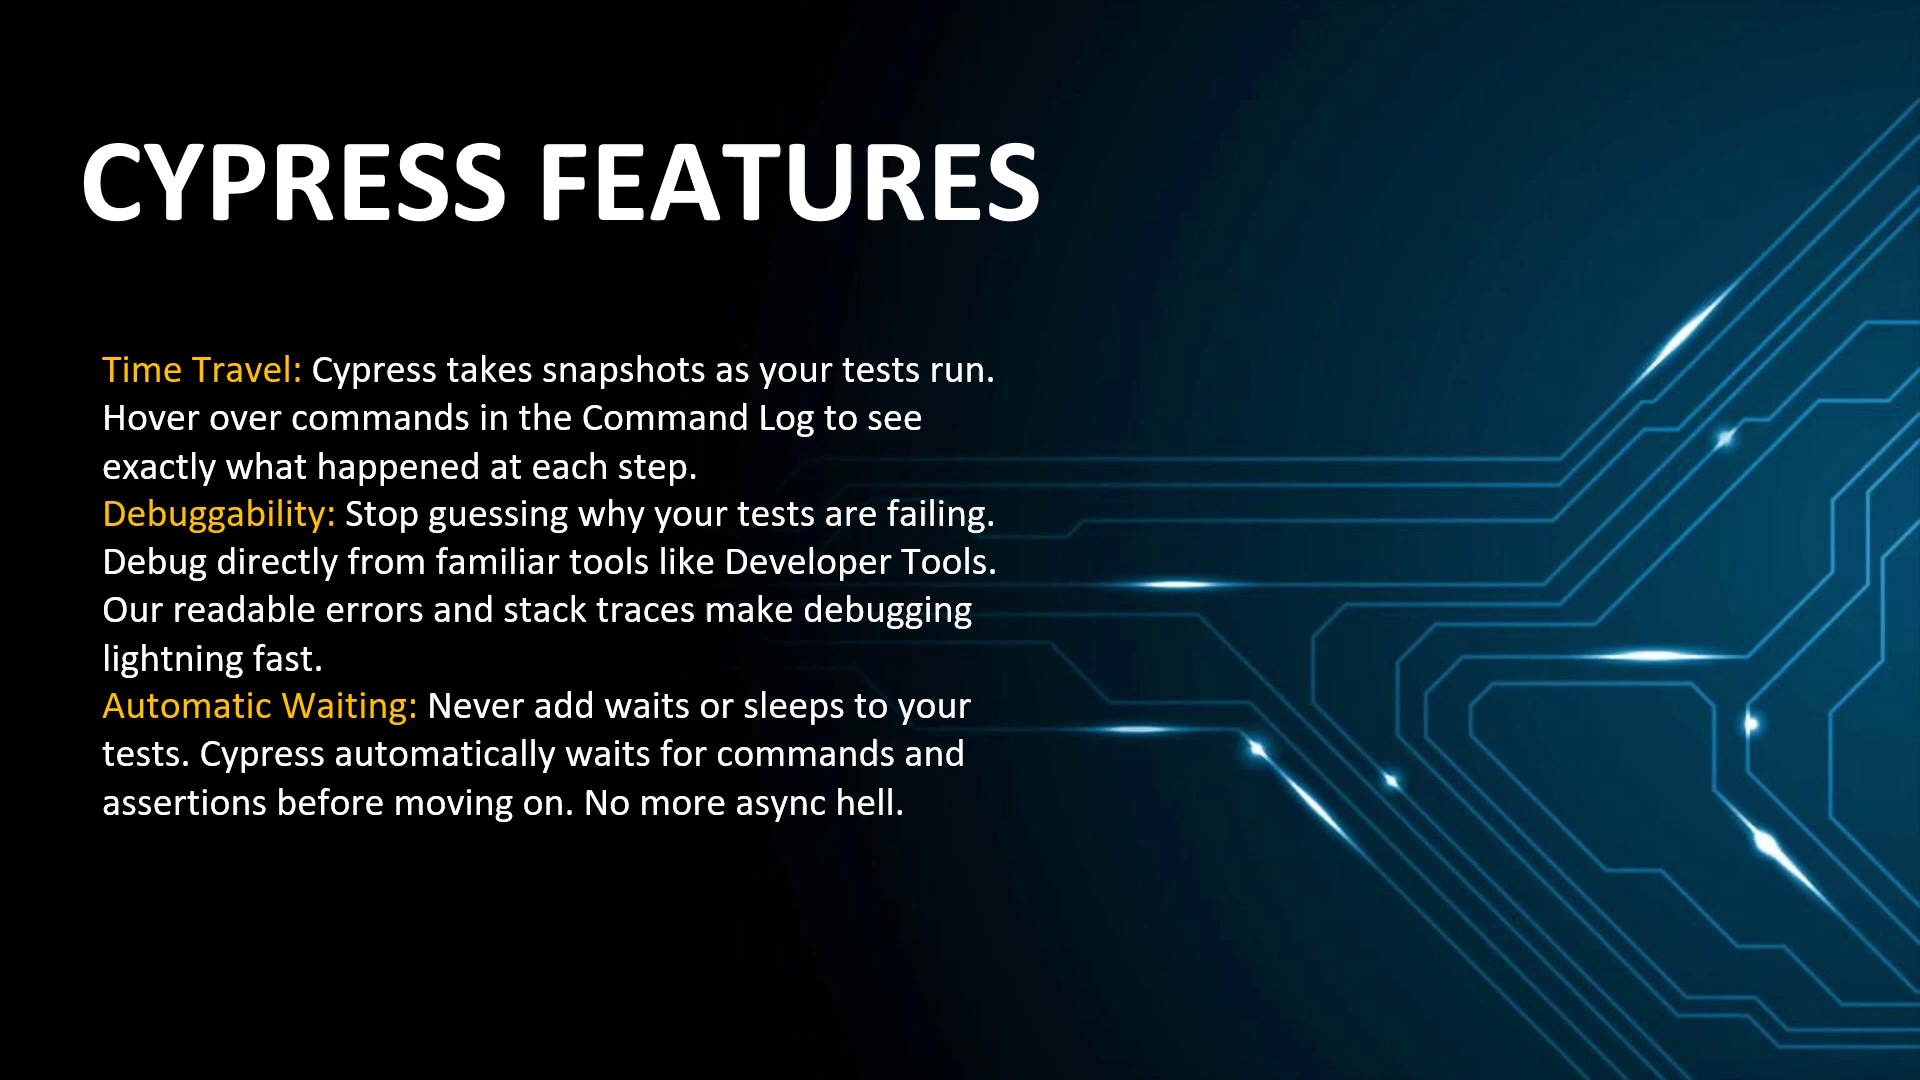 CYPRESS FEATURES
Time Travel: Cypress takes snapshots as your tests run.
Hover over commands in the Command Log to see
exactly what happened at each step.
Debuggability: Stop guessing why your tests are failing.
Debug directly from familiar tools like Developer Tools.
Our readable errors and stack traces make debugging
lightning fast.
Automatic Waiting: Never add waits or sleeps to your
tests. Cypress automatically waits for commands and
assertions before moving on. No more async hell.